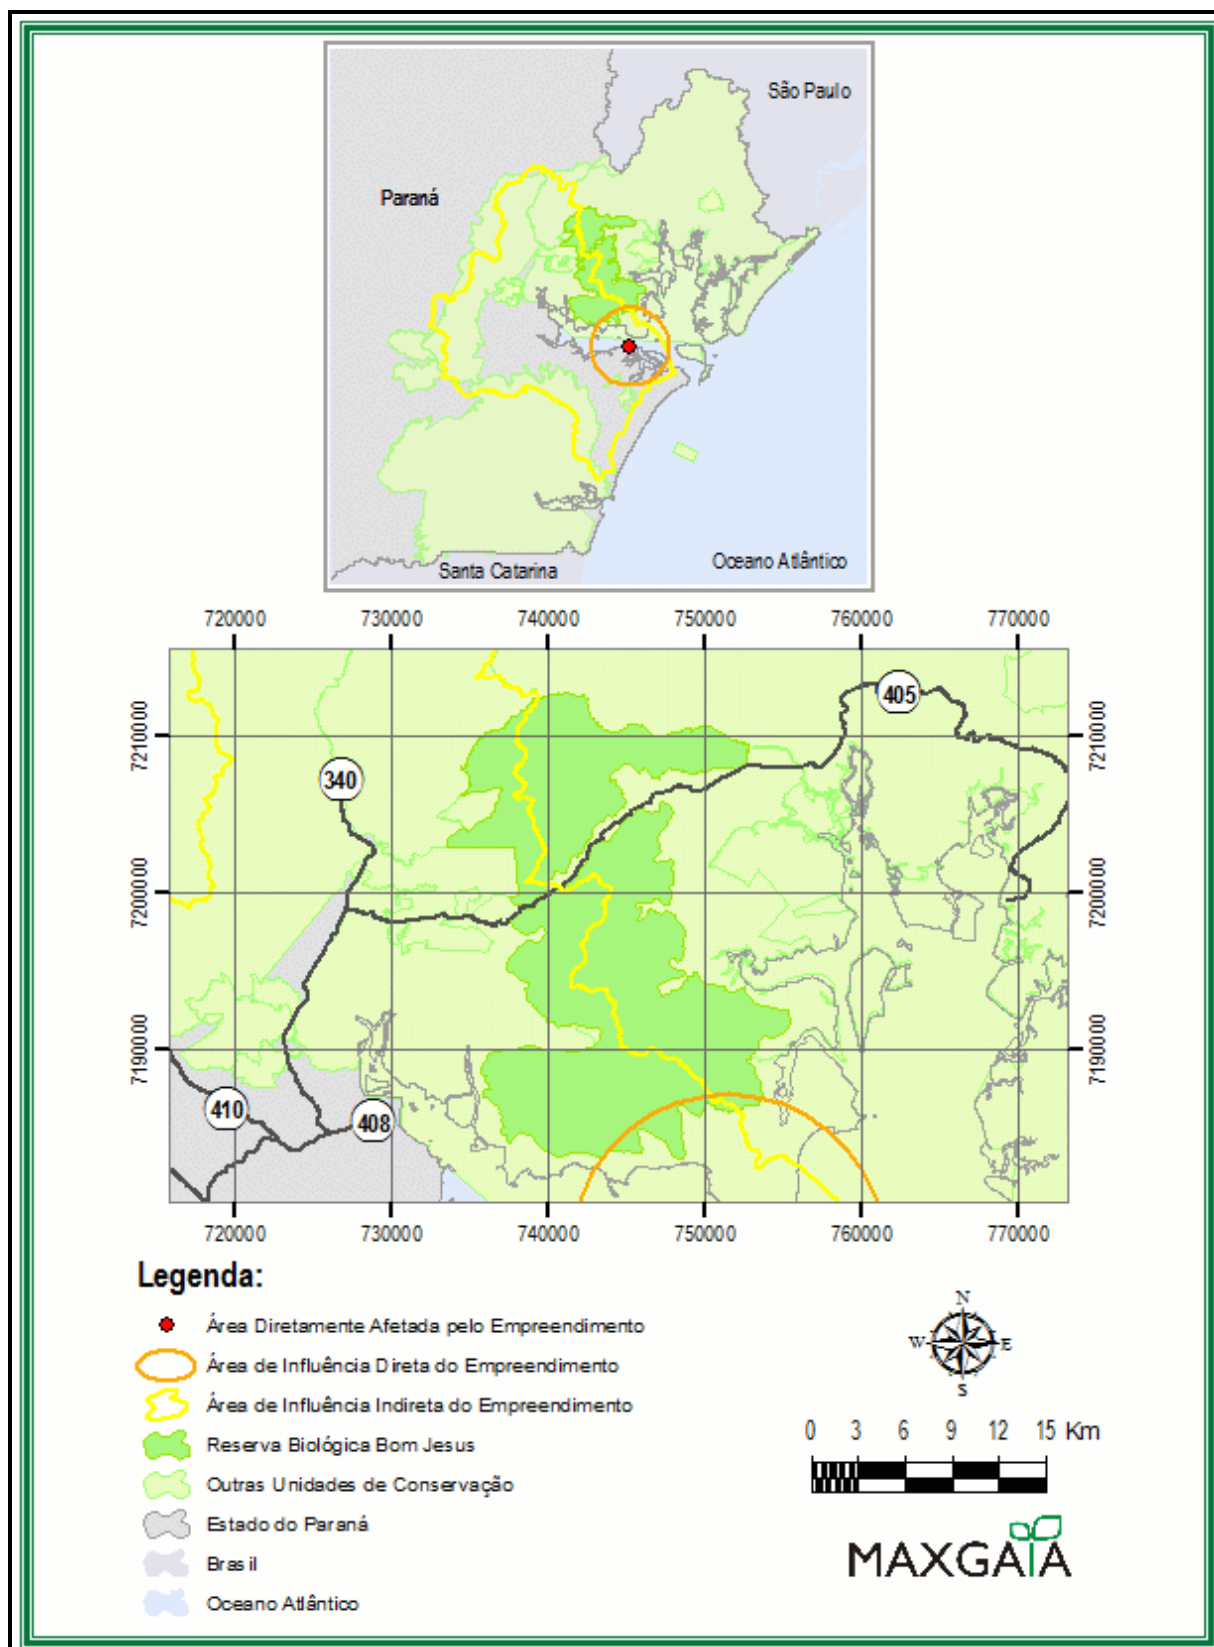 São Paulo
Paraná
Santa Catarina
Oceano Atlântico
720000 730000 740000 750000 760000 770000
405
7210000 7210000
340
7200000 7200000
7190000 7190000
410
408
720000 730000 740000 750000 760000 770000
Legenda:
Área Diretamente Afetada pelo Empreendimento
Área de Influência Direta do Empreendimento
Área de Influência Indireta do Empreendimento
Reserva Biológica Bom Jesus
Outras Unidades de Conservação
Estado do Paraná
Brasil
Oceano Atlântico
N
W E
S
0 3 6 9 12 15 Km
MAXGAIA